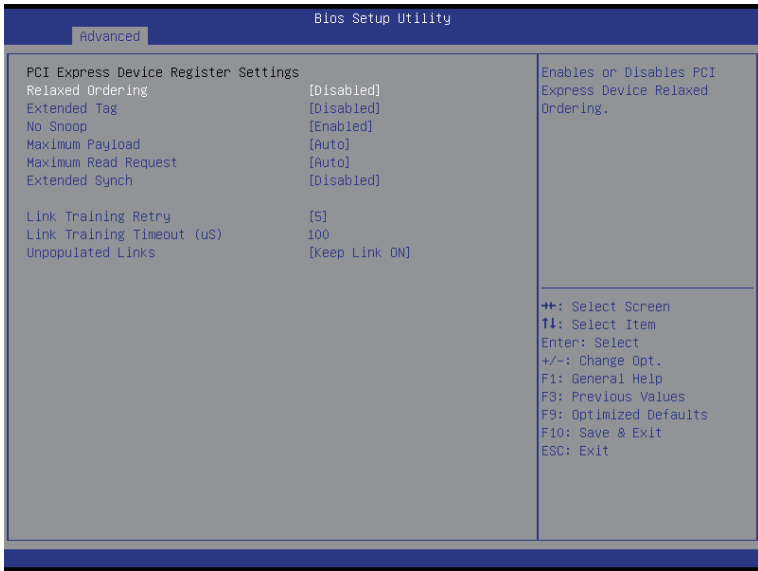 Bios Setup Utility
Advanced
PCI Express Device Register Settings
Relaxed Ordering [Disabled]
Extended Tag [Disabled]
No Snoop [Enabled]
Maximum Payload [Auto]
Maximum Read Request [Auto]
Extended Synch [Disabled]
Link Training Retry [5]
Link Training Timeout (uS) 100
Unpopulated Links [Keep Link ON]
Enables or Disables PCI
Express Device Relaxed
Ordering.
→←: Select Screen
↑↓: Select Item
Enter: Select
+/-: Change Opt.
F1: General Help
F3: Previous Values
F9: Optimized Defaults
F10: Save & Exit
ESC: Exit